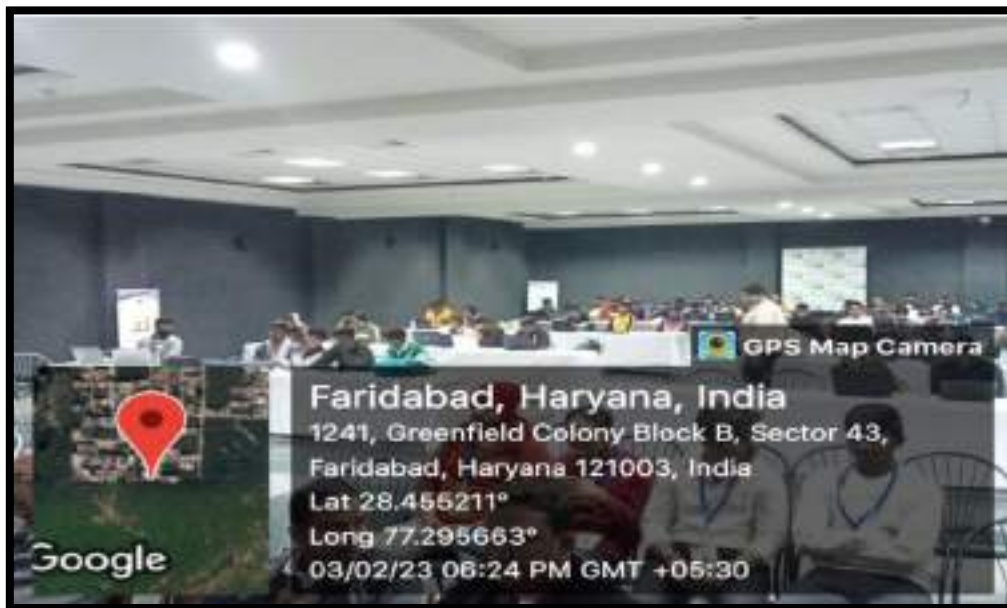 GPS Map Camera
Faridabad, Haryana, India
1241, Greenfield Colony Block B, Sector 43,
Faridabad, Haryana 121003, India
Lat 28.455211°
Long 77.295663°
03/02/23 06:24 PM GMT +05:30
Google